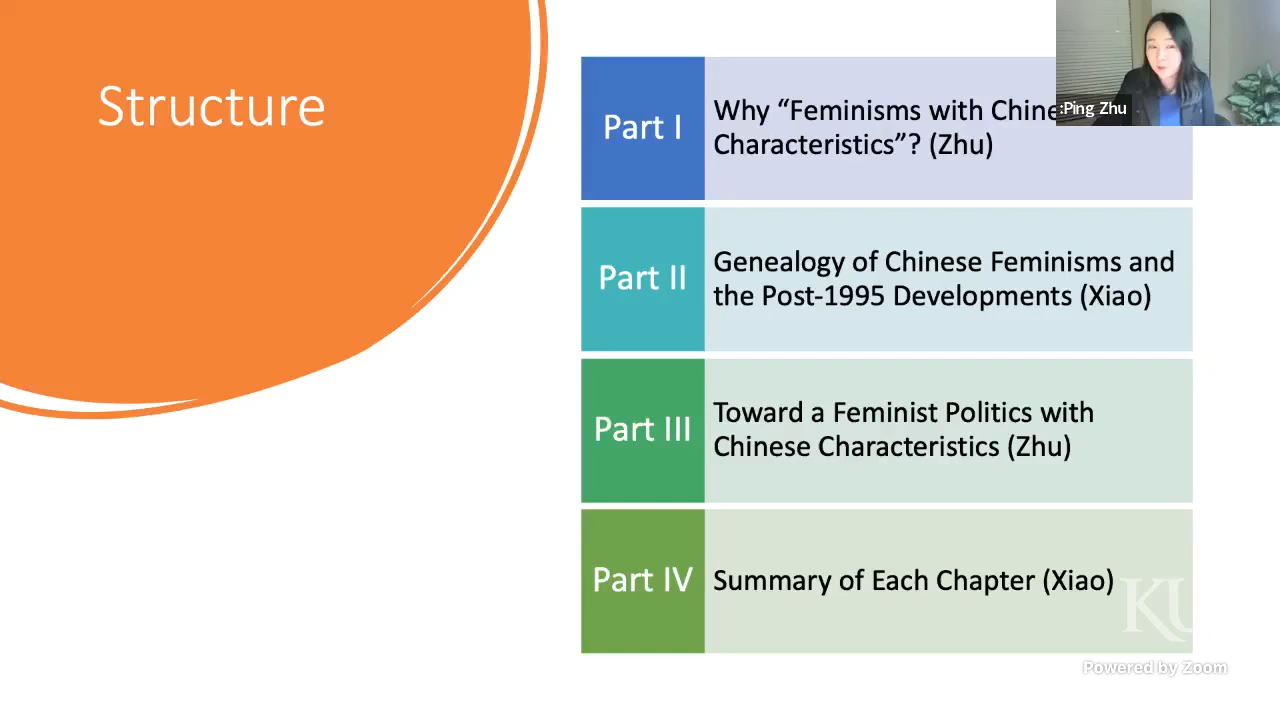 Structure
Part I
Why “Feminisms with Chine
Characteristics”? (Zhu)
:Ping Zhu
Part II
Genealogy of Chinese Feminisms and
the Post-1995 Developments (Xiao)
Part III
Toward a Feminist Politics with
Chinese Characteristics (Zhu)
Part IV
Summary of Each Chapter (Xiao)
KU
Powered by Zoom